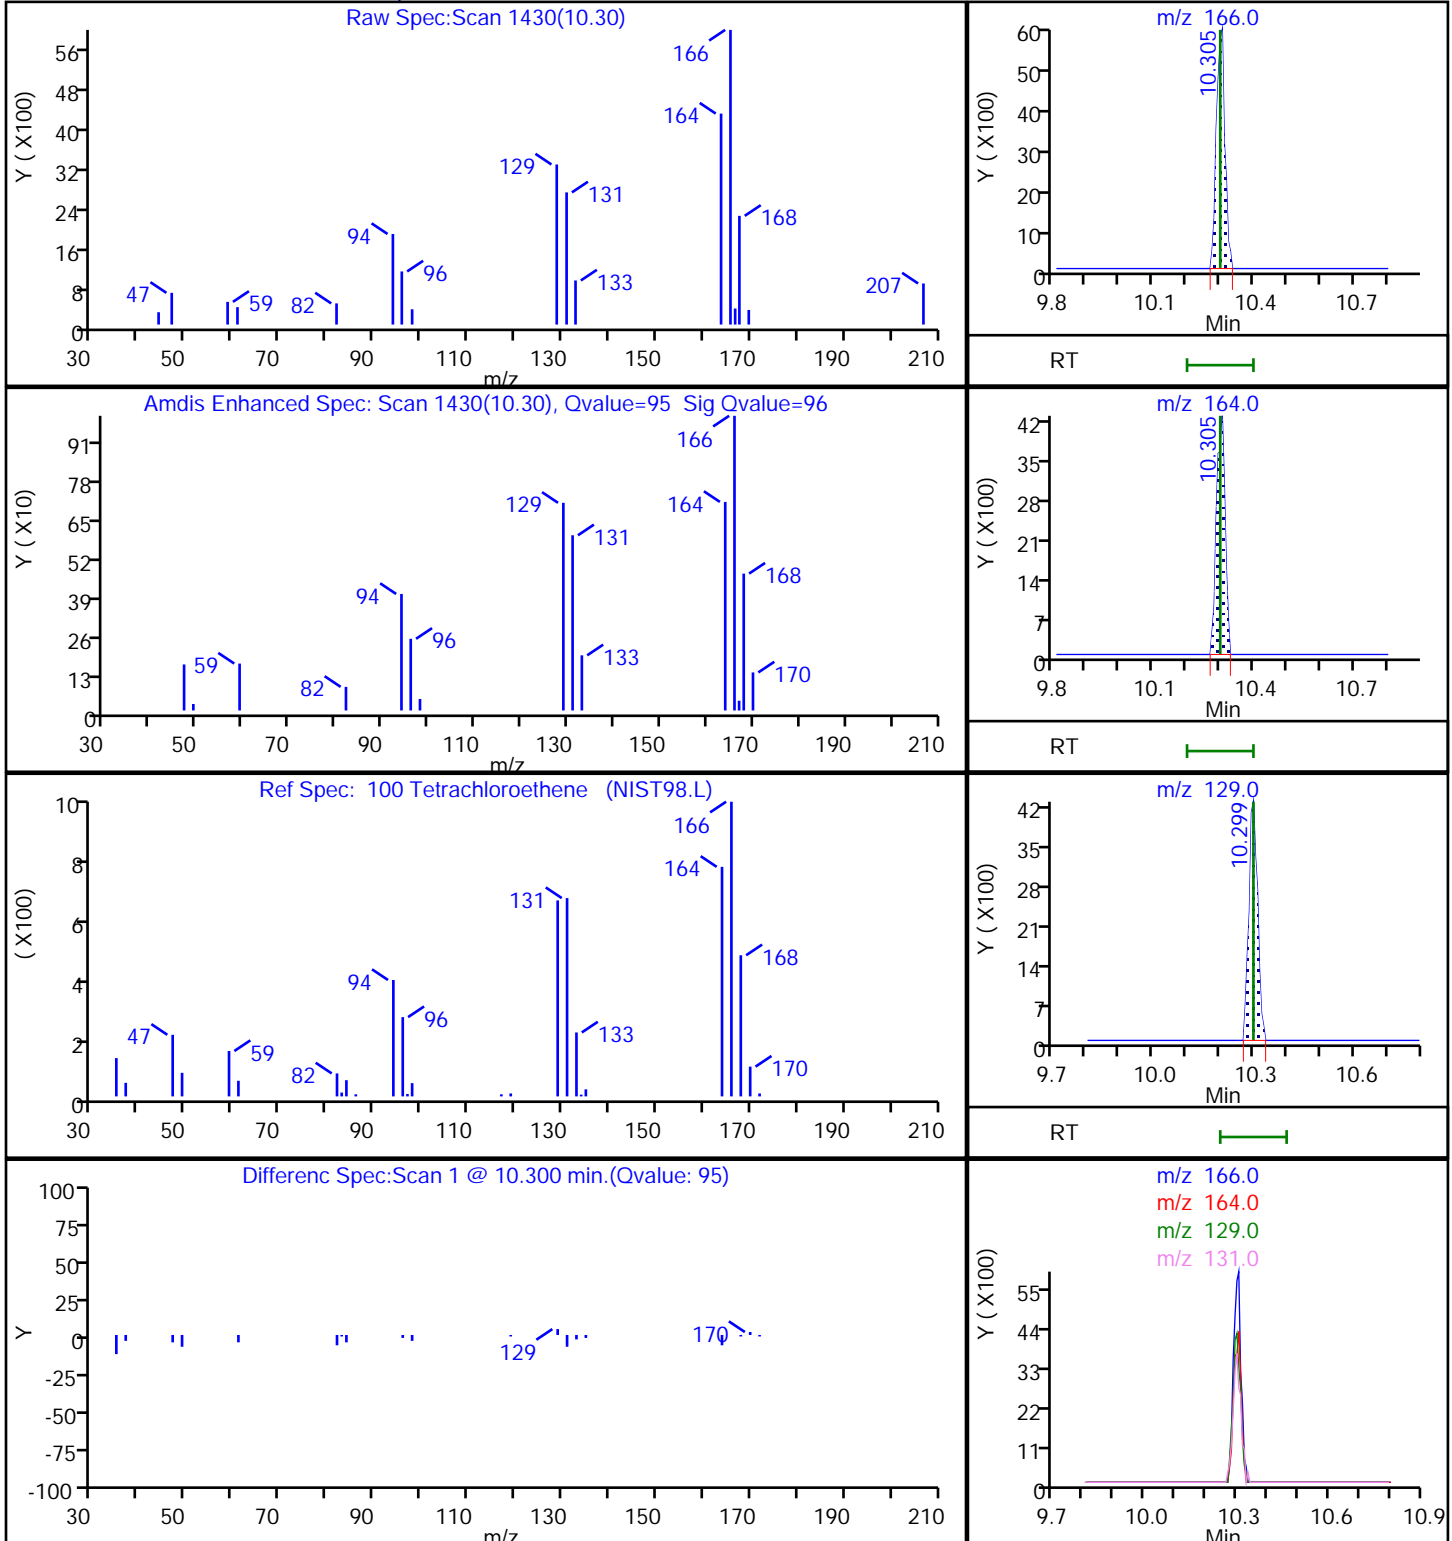 Raw Spec:Scan 1430(10.30)
Y ( X100)
56
48
40
32
24
16
8
0
166
164
129
131
168
94
96
133
47
59
82
207
30 50 70 90 110 130 150 170 190 210
m/z
m/z 166.0
Y ( X100)
60
50
40
30
20
10
0
10.305
9.8 10.1 10.4 10.7
Min
RT
Amdis Enhanced Spec: Scan 1430(10.30), Qvalue=95 Sig Qvalue=96
Y ( X10)
91
78
65
52
39
26
13
0
166
129
164
131
168
94
96
133
59
82
170
30 50 70 90 110 130 150 170 190 210
m/z
m/z 164.0
Y ( X100)
42
35
28
21
14
7
0
10.305
9.8 10.1 10.4 10.7
Min
RT
Ref Spec: 100 Tetrachloroethene (NIST98.L)
( X100)
10
8
6
4
2
0
166
164
131
168
94
96
47
133
59
82
170
30 50 70 90 110 130 150 170 190 210
m/z 129.0
Y ( X100)
42
35
28
21
14
7
0
10.299
9.7 10.0 10.3 10.6
Min
RT
Differenc Spec:Scan 1 @ 10.300 min.(Qvalue: 95)
Y
100
75
50
25
0
-25
-50
-75
-100
129
170
30 50 70 90 110 130 150 170 190 210
m/z
m/z 166.0
m/z 164.0
m/z 129.0
m/z 131.0
Y ( X100)
55
44
33
22
11
0
9.7 10.0 10.3 10.6 10.9
Min